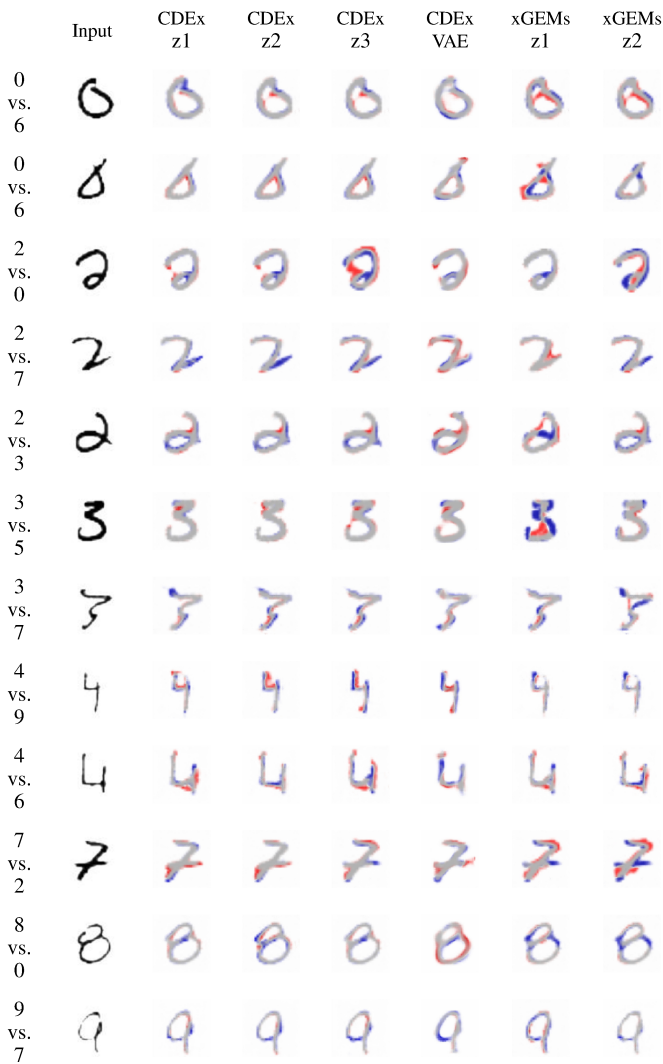 Input CDEx z1 CDEx z2 CDEx z3 CDEx VAE xGEMs z1 xGEMs z2
0 vs. 6
0 vs. 6
2 vs. 0
2 vs. 7
2 vs. 3
3 vs. 5
3 vs. 7
4 vs. 9
4 vs. 6
7 vs. 2
8 vs. 0
9 vs. 7